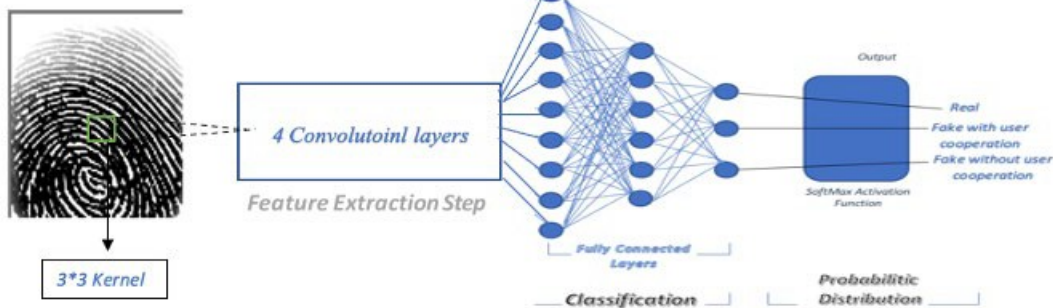 4 Convolutoinl layers
Feature Extraction Step
3*3 Kernel
Fully Connected
Layers
Classification
Output
Real
Fake with user
cooperation
Fake without user
cooperation
SoftMax Activation
Function
Probabilitic
Distribution